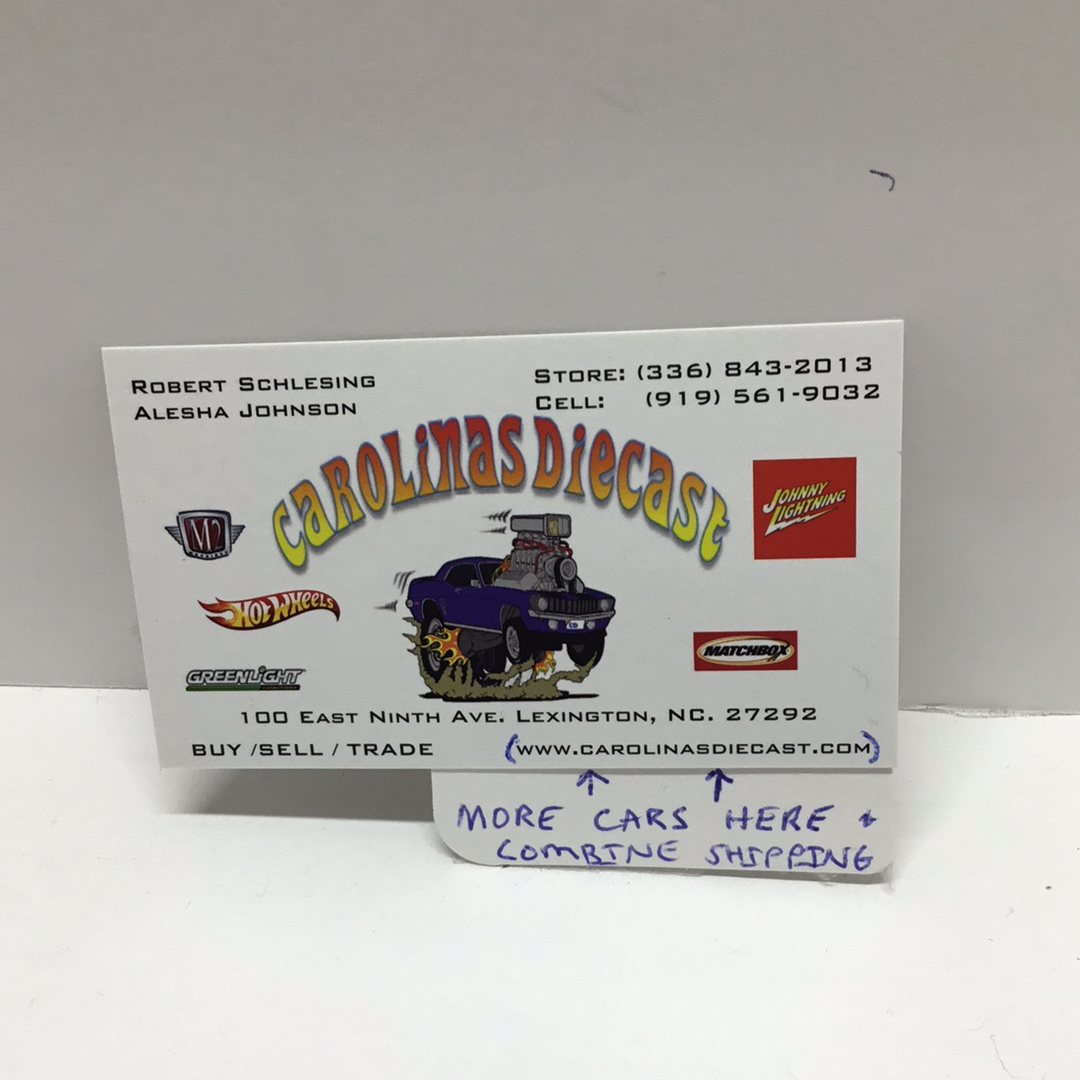 ROBERT SCHLESING
ALESHA JOHNSON
STORE: (336) 843-2013
CELL: (919) 561-9032
CAROLINAS DIECAST
M2
JOHNNY
LIGHTNING
HOT WHEELS
MATCHBOX
GREENLIGHT
100 EAST NINTH AVE. LEXINGTON, NC. 27292
BUY /SELL / TRADE
(WWW.CAROLINASDIECAST.COM)
MORE CARS HERE +
COMBINE SHIPPING